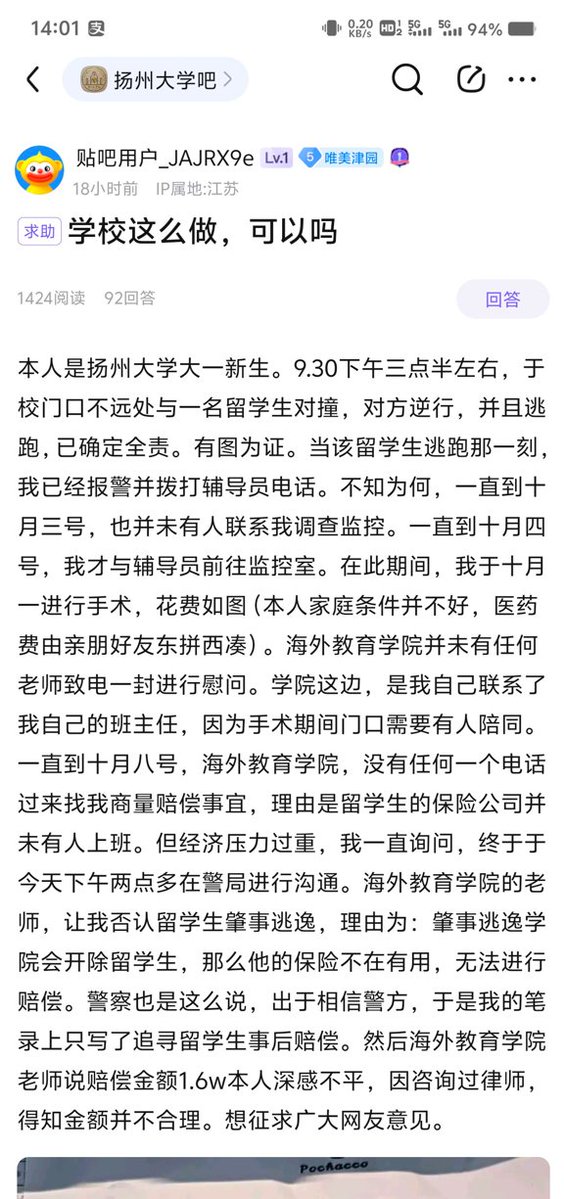 14:01 支 0.20 KB/s HD 1 2 5G 5G 94%
扬州大学吧
贴吧用户_JAJRX9e Lv.1 5 唯美津园 1
18小时前 IP属地:江苏
求助 学校这么做，可以吗
1424阅读 92回答
回答
本人是扬州大学大一新生。9.30下午三点半左右，于
校门口不远处与一名留学生对撞，对方逆行，并且逃
跑，已确定全责。有图为证。当该留学生逃跑那一刻，
我已经报警并拨打辅导员电话。不知为何，一直到十
月三号，也并未有人联系我调查监控。一直到十月四
号，我才与辅导员前往监控室。在此期间，我于十月
一进行手术，花费如图（本人家庭条件并不好，医药
费由亲朋好友东拼西凑）。海外教育学院并未有任何
老师致电一封进行慰问。学院这边，是我自己联系了
我自己的班主任，因为手术期间门口需要有人陪同。
一直到十月八号，海外教育学院，没有任何一个电话
过来找我商量赔偿事宜，理由是留学生的保险公司并
未有人上班。但经济压力过重，我一直询问，终于于
今天下午两点多在警局进行沟通。海外教育学院的老
师，让我否认留学生肇事逃逸，理由为：肇事逃逸学
院会开除留学生，那么他的保险不在有用，无法进行
赔偿。警察也是这么说，出于相信警方，于是我的笔
录上只写了追寻留学生事后赔偿。然后海外教育学院
老师说赔偿金额1.6w本人深感不平，因咨询过律师，
得知金额并不合理。想征求广大网友意见。
Pochacco